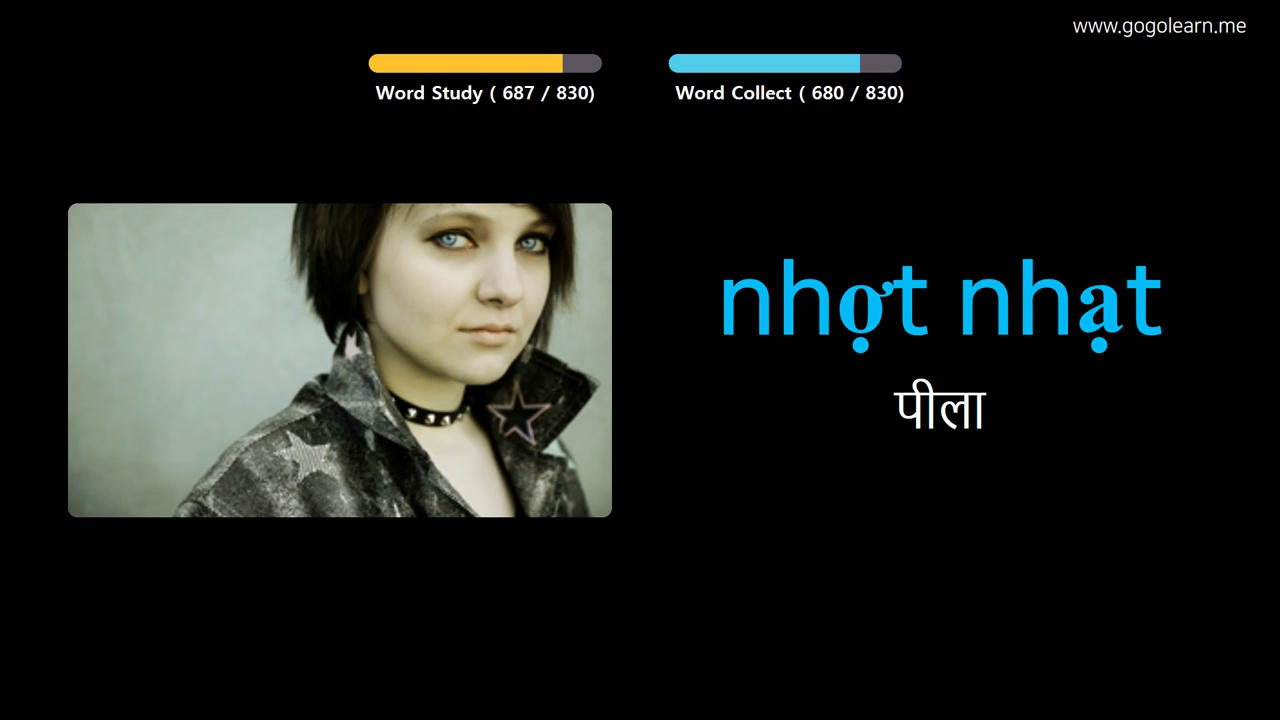 www.gogolearn.me
Word Study ( 687 / 830)
Word Collect ( 680 / 830)
nhợt nhạt
पीला